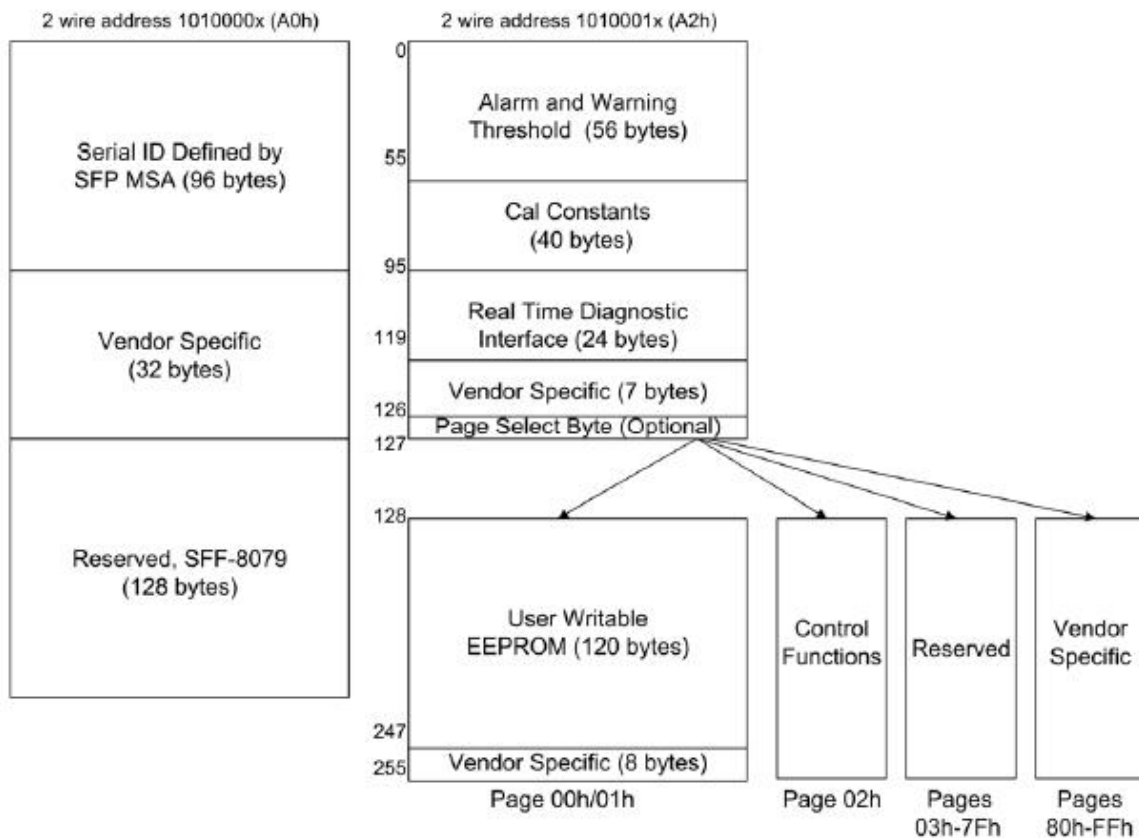 2 wire address 1010000x (A0h)
Serial ID Defined by
SFP MSA (96 bytes)
Vendor Specific
(32 bytes)
Reserved, SFF-8079
(128 bytes)
2 wire address 1010001x (A2h)
0
Alarm and Warning
Threshold (56 bytes)
55
Cal Constants
(40 bytes)
95
Real Time Diagnostic
Interface (24 bytes)
119
Vendor Specific (7 bytes)
126
Page Select Byte (Optional)
127
128
User Writable
EEPROM (120 bytes)
247
Vendor Specific (8 bytes)
255
Page 00h/01h
Control
Functions
Page 02h
Reserved
Pages
03h-7Fh
Vendor
Specific
Pages
80h-FFh